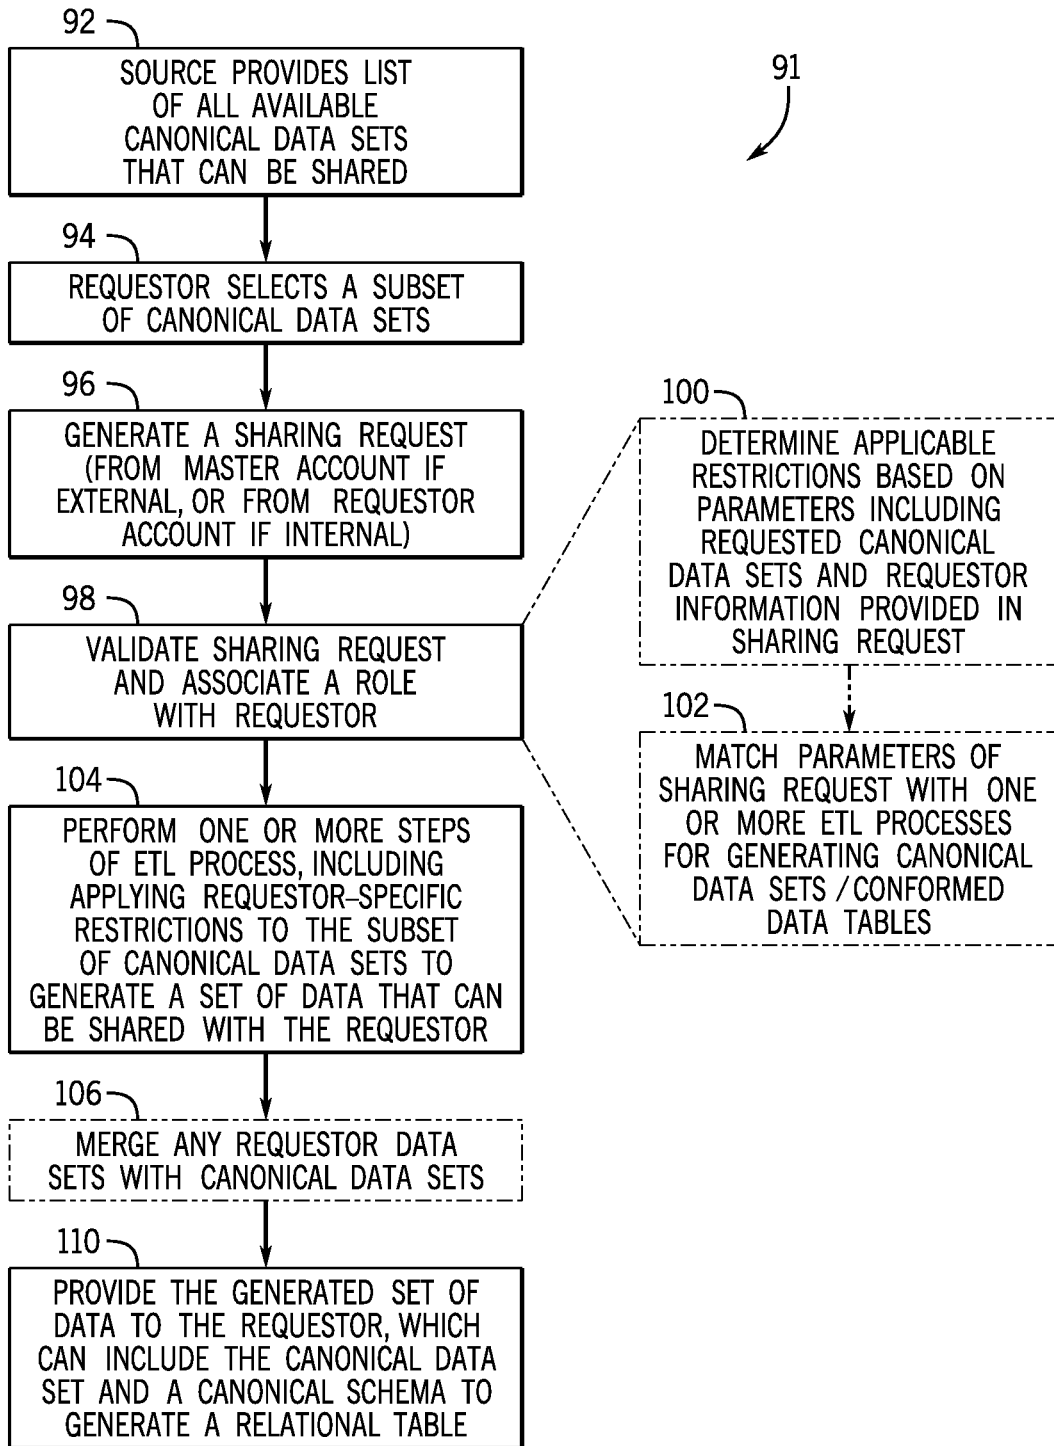 92
SOURCE PROVIDES LIST
OF ALL AVAILABLE
CANONICAL DATA SETS
THAT CAN BE SHARED
91
94
REQUESTOR SELECTS A SUBSET
OF CANONICAL DATA SETS
96
GENERATE A SHARING REQUEST
(FROM MASTER ACCOUNT IF
EXTERNAL, OR FROM REQUESTOR
ACCOUNT IF INTERNAL)
98
VALIDATE SHARING REQUEST
AND ASSOCIATE A ROLE
WITH REQUESTOR
100
DETERMINE APPLICABLE
RESTRICTIONS BASED ON
PARAMETERS INCLUDING
REQUESTED CANONICAL
DATA SETS AND REQUESTOR
INFORMATION PROVIDED IN
SHARING REQUEST
102
MATCH PARAMETERS OF
SHARING REQUEST WITH ONE
OR MORE ETL PROCESSES
FOR GENERATING CANONICAL
DATA SETS / CONFORMED
DATA TABLES
104
PERFORM ONE OR MORE STEPS
OF ETL PROCESS, INCLUDING
APPLYING REQUESTOR-SPECIFIC
RESTRICTIONS TO THE SUBSET
OF CANONICAL DATA SETS TO
GENERATE A SET OF DATA THAT CAN
BE SHARED WITH THE REQUESTOR
106
MERGE ANY REQUESTOR DATA
SETS WITH CANONICAL DATA SETS
110
PROVIDE THE GENERATED SET OF
DATA TO THE REQUESTOR, WHICH
CAN INCLUDE THE CANONICAL DATA
SET AND A CANONICAL SCHEMA TO
GENERATE A RELATIONAL TABLE